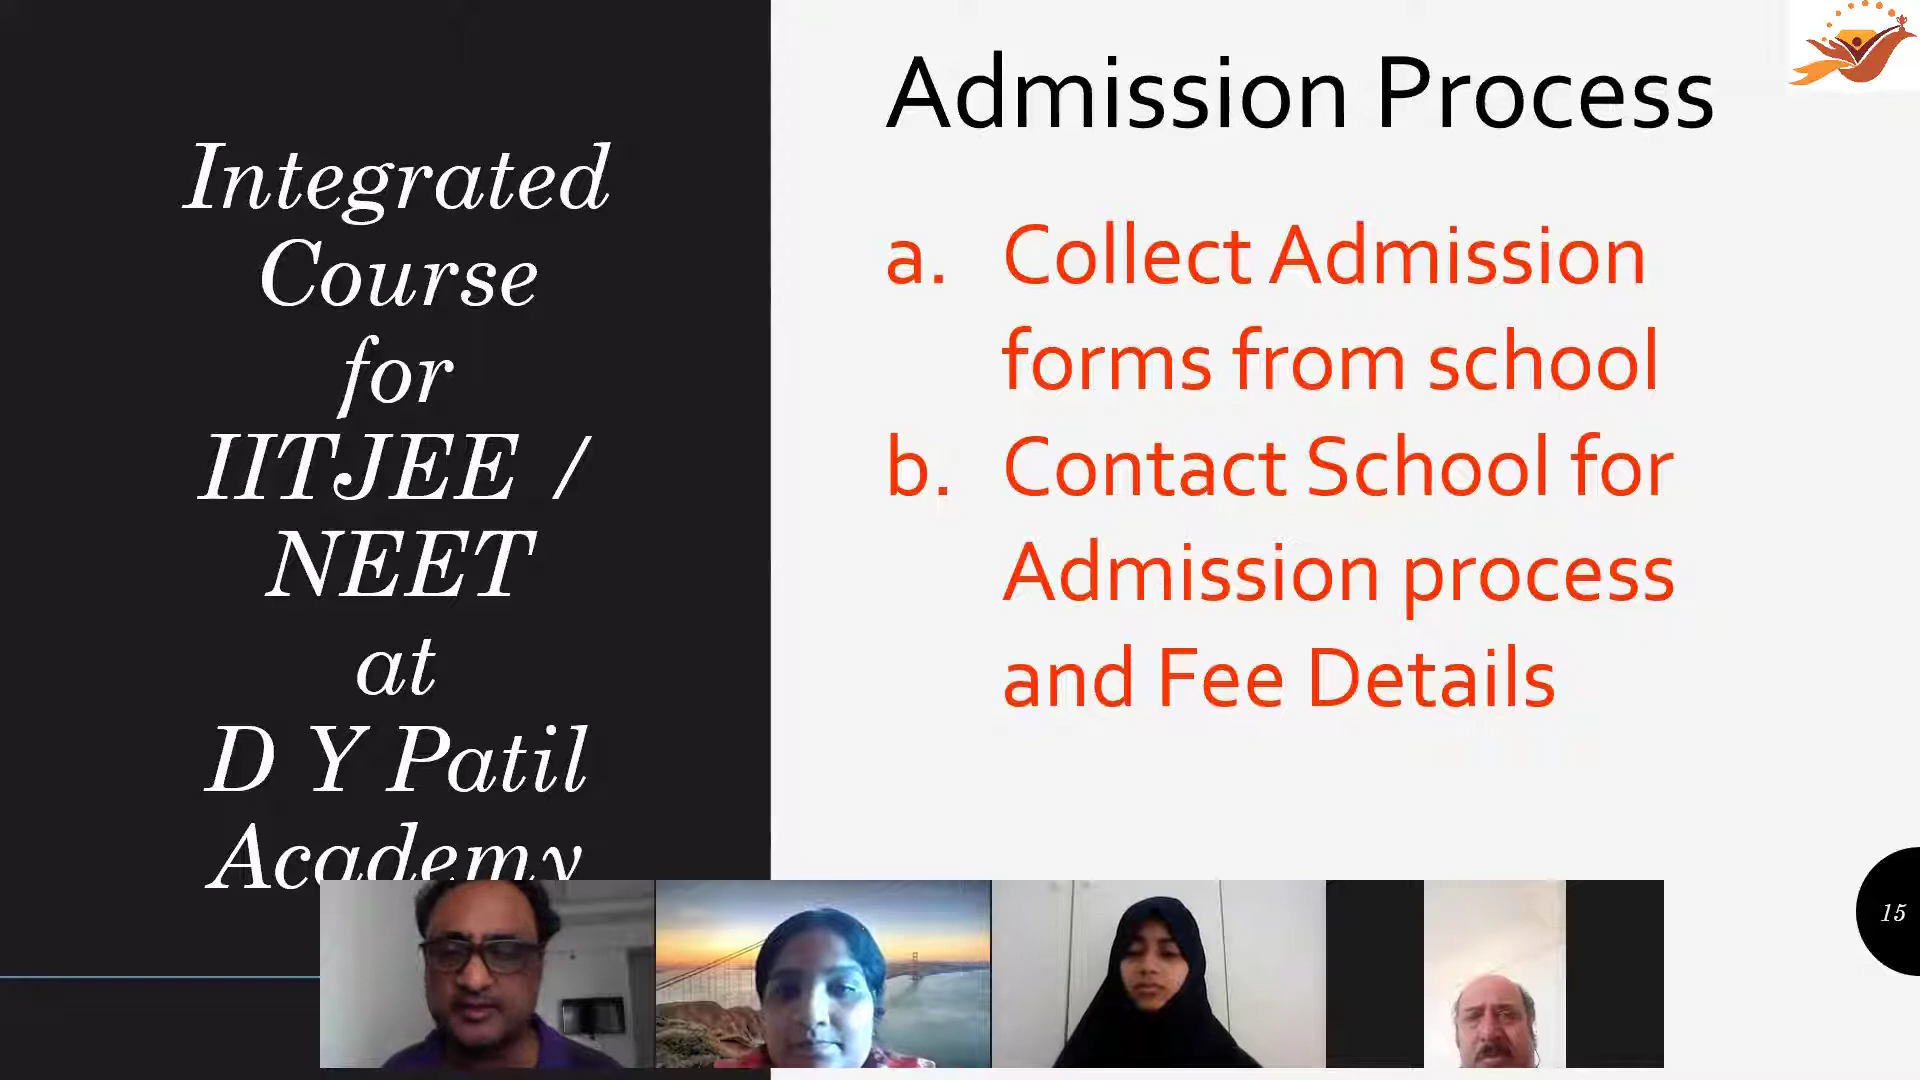 Integrated
Course
for
IITJEE /
NEET
at
D Y Patil
Academy
Admission Process
a. Collect Admission
forms from school
b. Contact School for
Admission process
and Fee Details
15